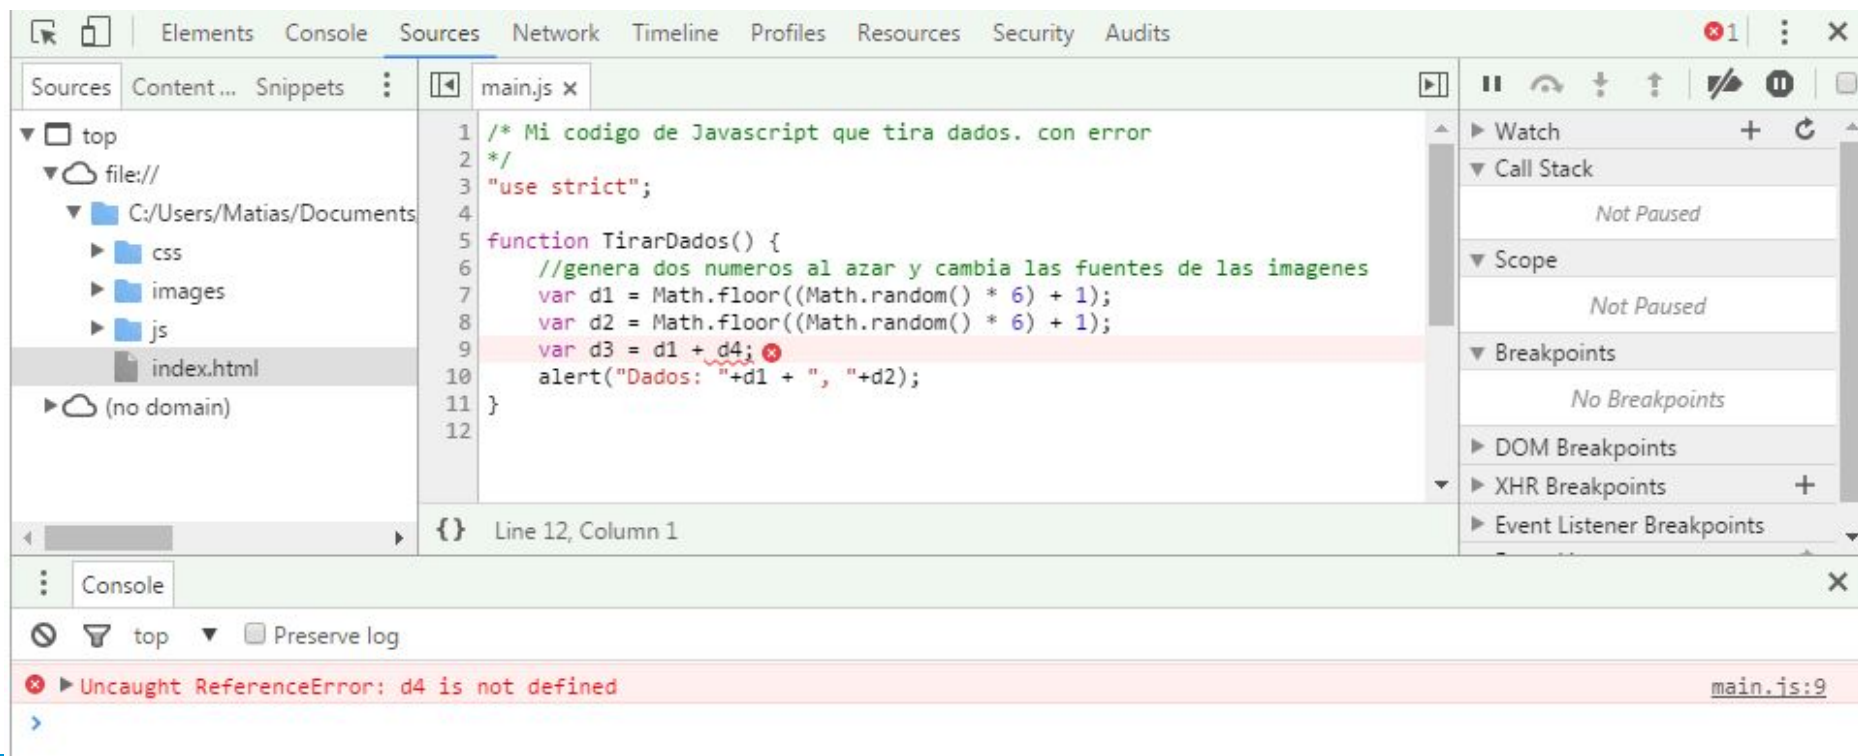 Elements Console Sources Network Timeline Profiles Resources Security Audits 1
Sources Content... Snippets
top
file://
C:/Users/Matias/Documents
css
images
js
index.html
(no domain)
main.js
1 /* Mi codigo de Javascript que tira dados. con error
2 */
3 "use strict";
4
5 function TirarDados() {
6 //genera dos numeros al azar y cambia las fuentes de las imagenes
7 var d1 = Math.floor((Math.random() * 6) + 1);
8 var d2 = Math.floor((Math.random() * 6) + 1);
9 var d3 = d1 + d4;
10 alert("Dados: "+d1 + ", "+d2);
11 }
12
{} Line 12, Column 1
Watch
Call Stack
Not Paused
Scope
Not Paused
Breakpoints
No Breakpoints
DOM Breakpoints
XHR Breakpoints
Event Listener Breakpoints
Console
top Preserve log
Uncaught ReferenceError: d4 is not defined main.js:9